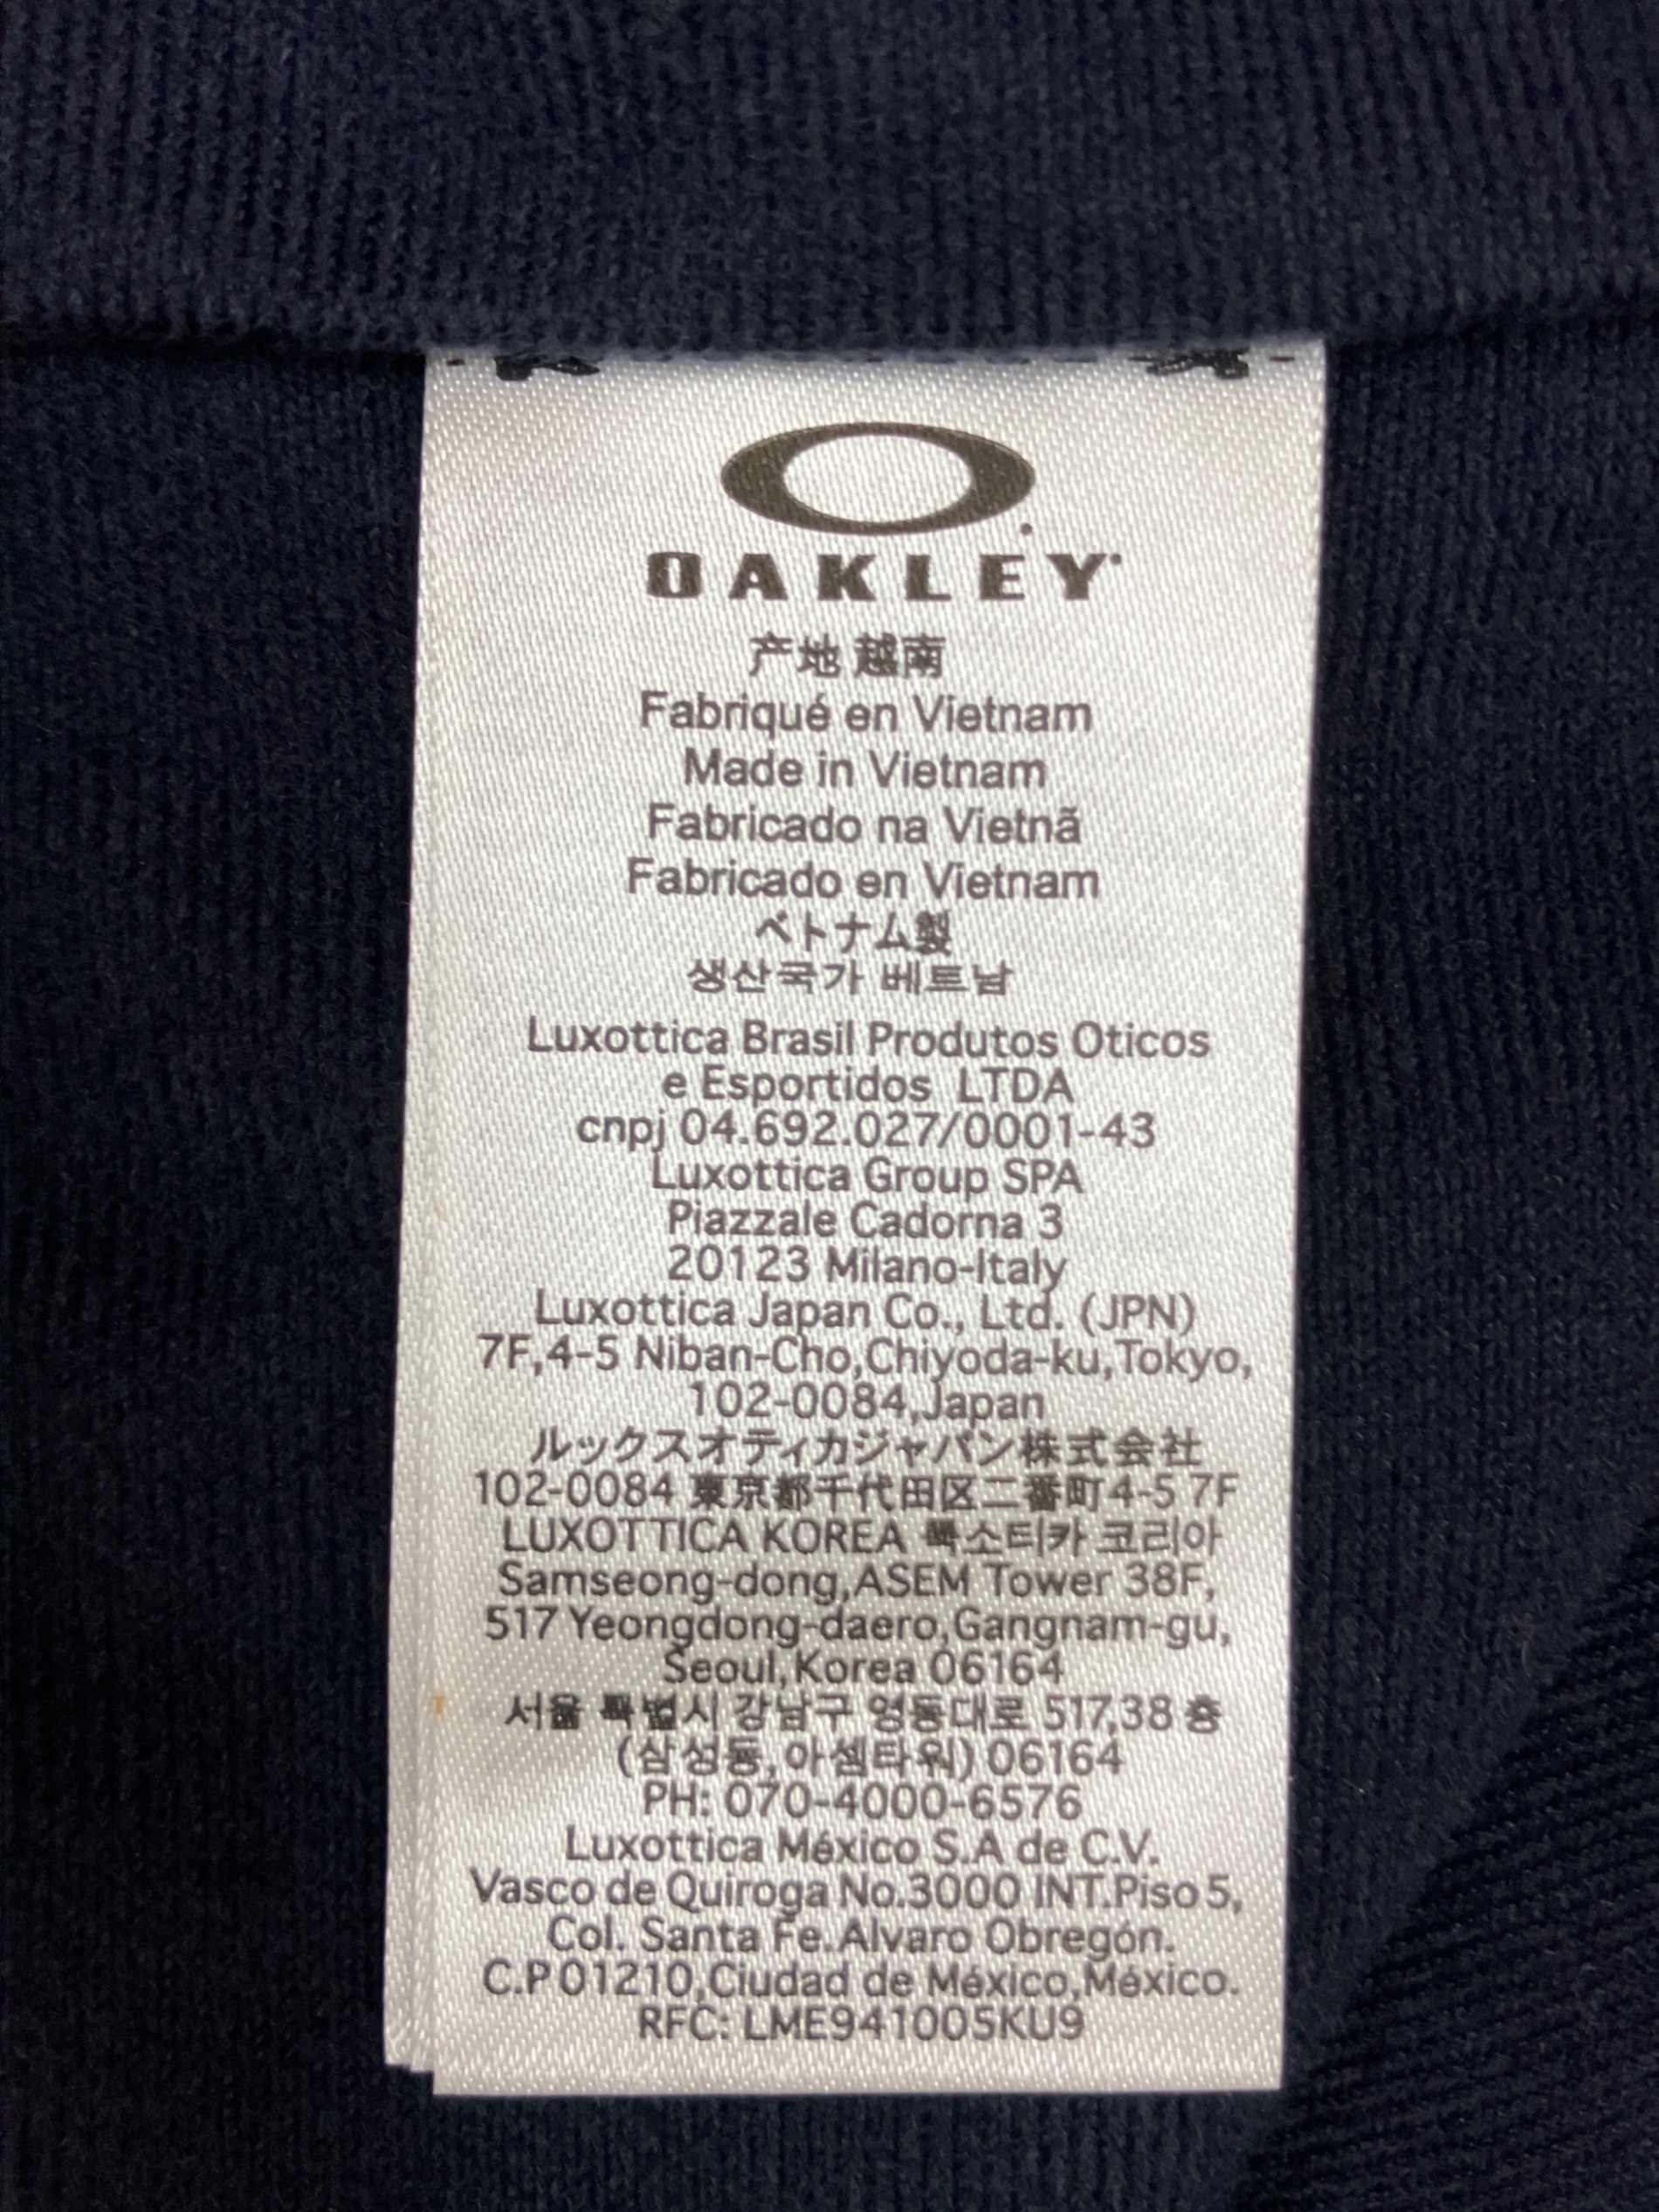 OAKLEY
产地 越南
Fabriqué en Vietnam
Made in Vietnam
Fabricado na Vietnã
Fabricado en Vietnam
ベトナム製
생산국가 베트남
Luxottica Brasil Produtos Oticos
e Esportidos LTDA
cnpj 04.692.027/0001-43
Luxottica Group SPA
Piazzale Cadorna 3
20123 Milano-Italy
Luxottica Japan Co., Ltd. (JPN)
7F,4-5 Niban-Cho,Chiyoda-ku,Tokyo,
102-0084,Japan
ルックスオティカジャパン株式会社
102-0084 東京都千代田区二番町4-5 7F
LUXOTTICA KOREA 룩소티카 코리아
Samseong-dong,ASEM Tower 38F,
517 Yeongdong-daero,Gangnam-gu,
Seoul,Korea 06164
서울 특별시 강남구 영동대로 517,38 층
(삼성동,아셈타워) 06164
PH: 070-4000-6576
Luxottica México S.A de C.V.
Vasco de Quiroga No.3000 INT.Piso 5,
Col. Santa Fe.Alvaro Obregón.
C.P 01210,Ciudad de México,México.
RFC: LME941005KU9